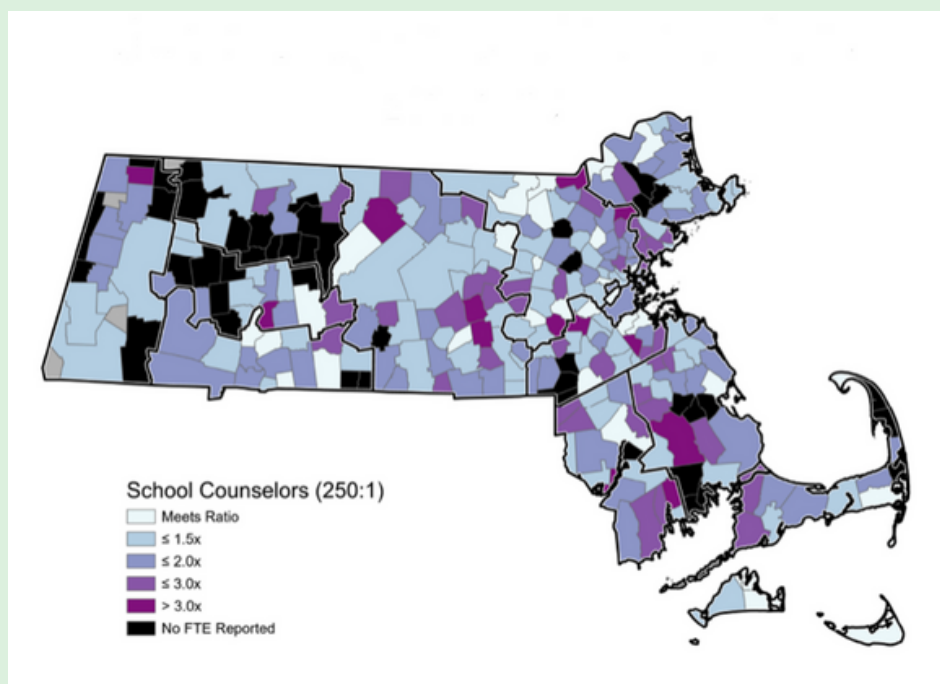 School Counselors (250:1)
Meets Ratio
≤ 1.5x
≤ 2.0x
≤ 3.0x
> 3.0x
No FTE Reported